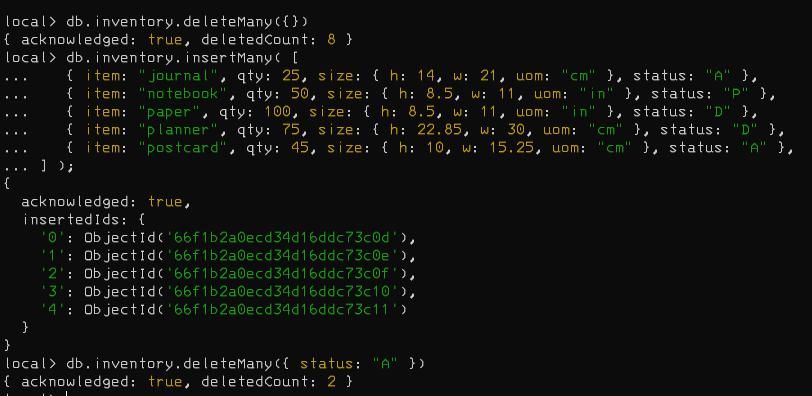 local> db.inventory.deleteMany({})
{ acknowledged: true, deletedCount: 8 }
local> db.inventory.insertMany( [
...     { item: "journal", qty: 25, size: { h: 14, w: 21, uom: "cm" }, status: "A" },
...     { item: "notebook", qty: 50, size: { h: 8.5, w: 11, uom: "in" }, status: "P" },
...     { item: "paper", qty: 100, size: { h: 8.5, w: 11, uom: "in" }, status: "D" },
...     { item: "planner", qty: 75, size: { h: 22.85, w: 30, uom: "cm" }, status: "D" },
...     { item: "postcard", qty: 45, size: { h: 10, w: 15.25, uom: "cm" }, status: "A" },
... ] );
{
  acknowledged: true,
  insertedIds: {
    '0': ObjectId('66f1b2a0ecd34d16ddc73c0d'),
    '1': ObjectId('66f1b2a0ecd34d16ddc73c0e'),
    '2': ObjectId('66f1b2a0ecd34d16ddc73c0f'),
    '3': ObjectId('66f1b2a0ecd34d16ddc73c10'),
    '4': ObjectId('66f1b2a0ecd34d16ddc73c11')
  }
}
local> db.inventory.deleteMany({ status: "A" })
{ acknowledged: true, deletedCount: 2 }